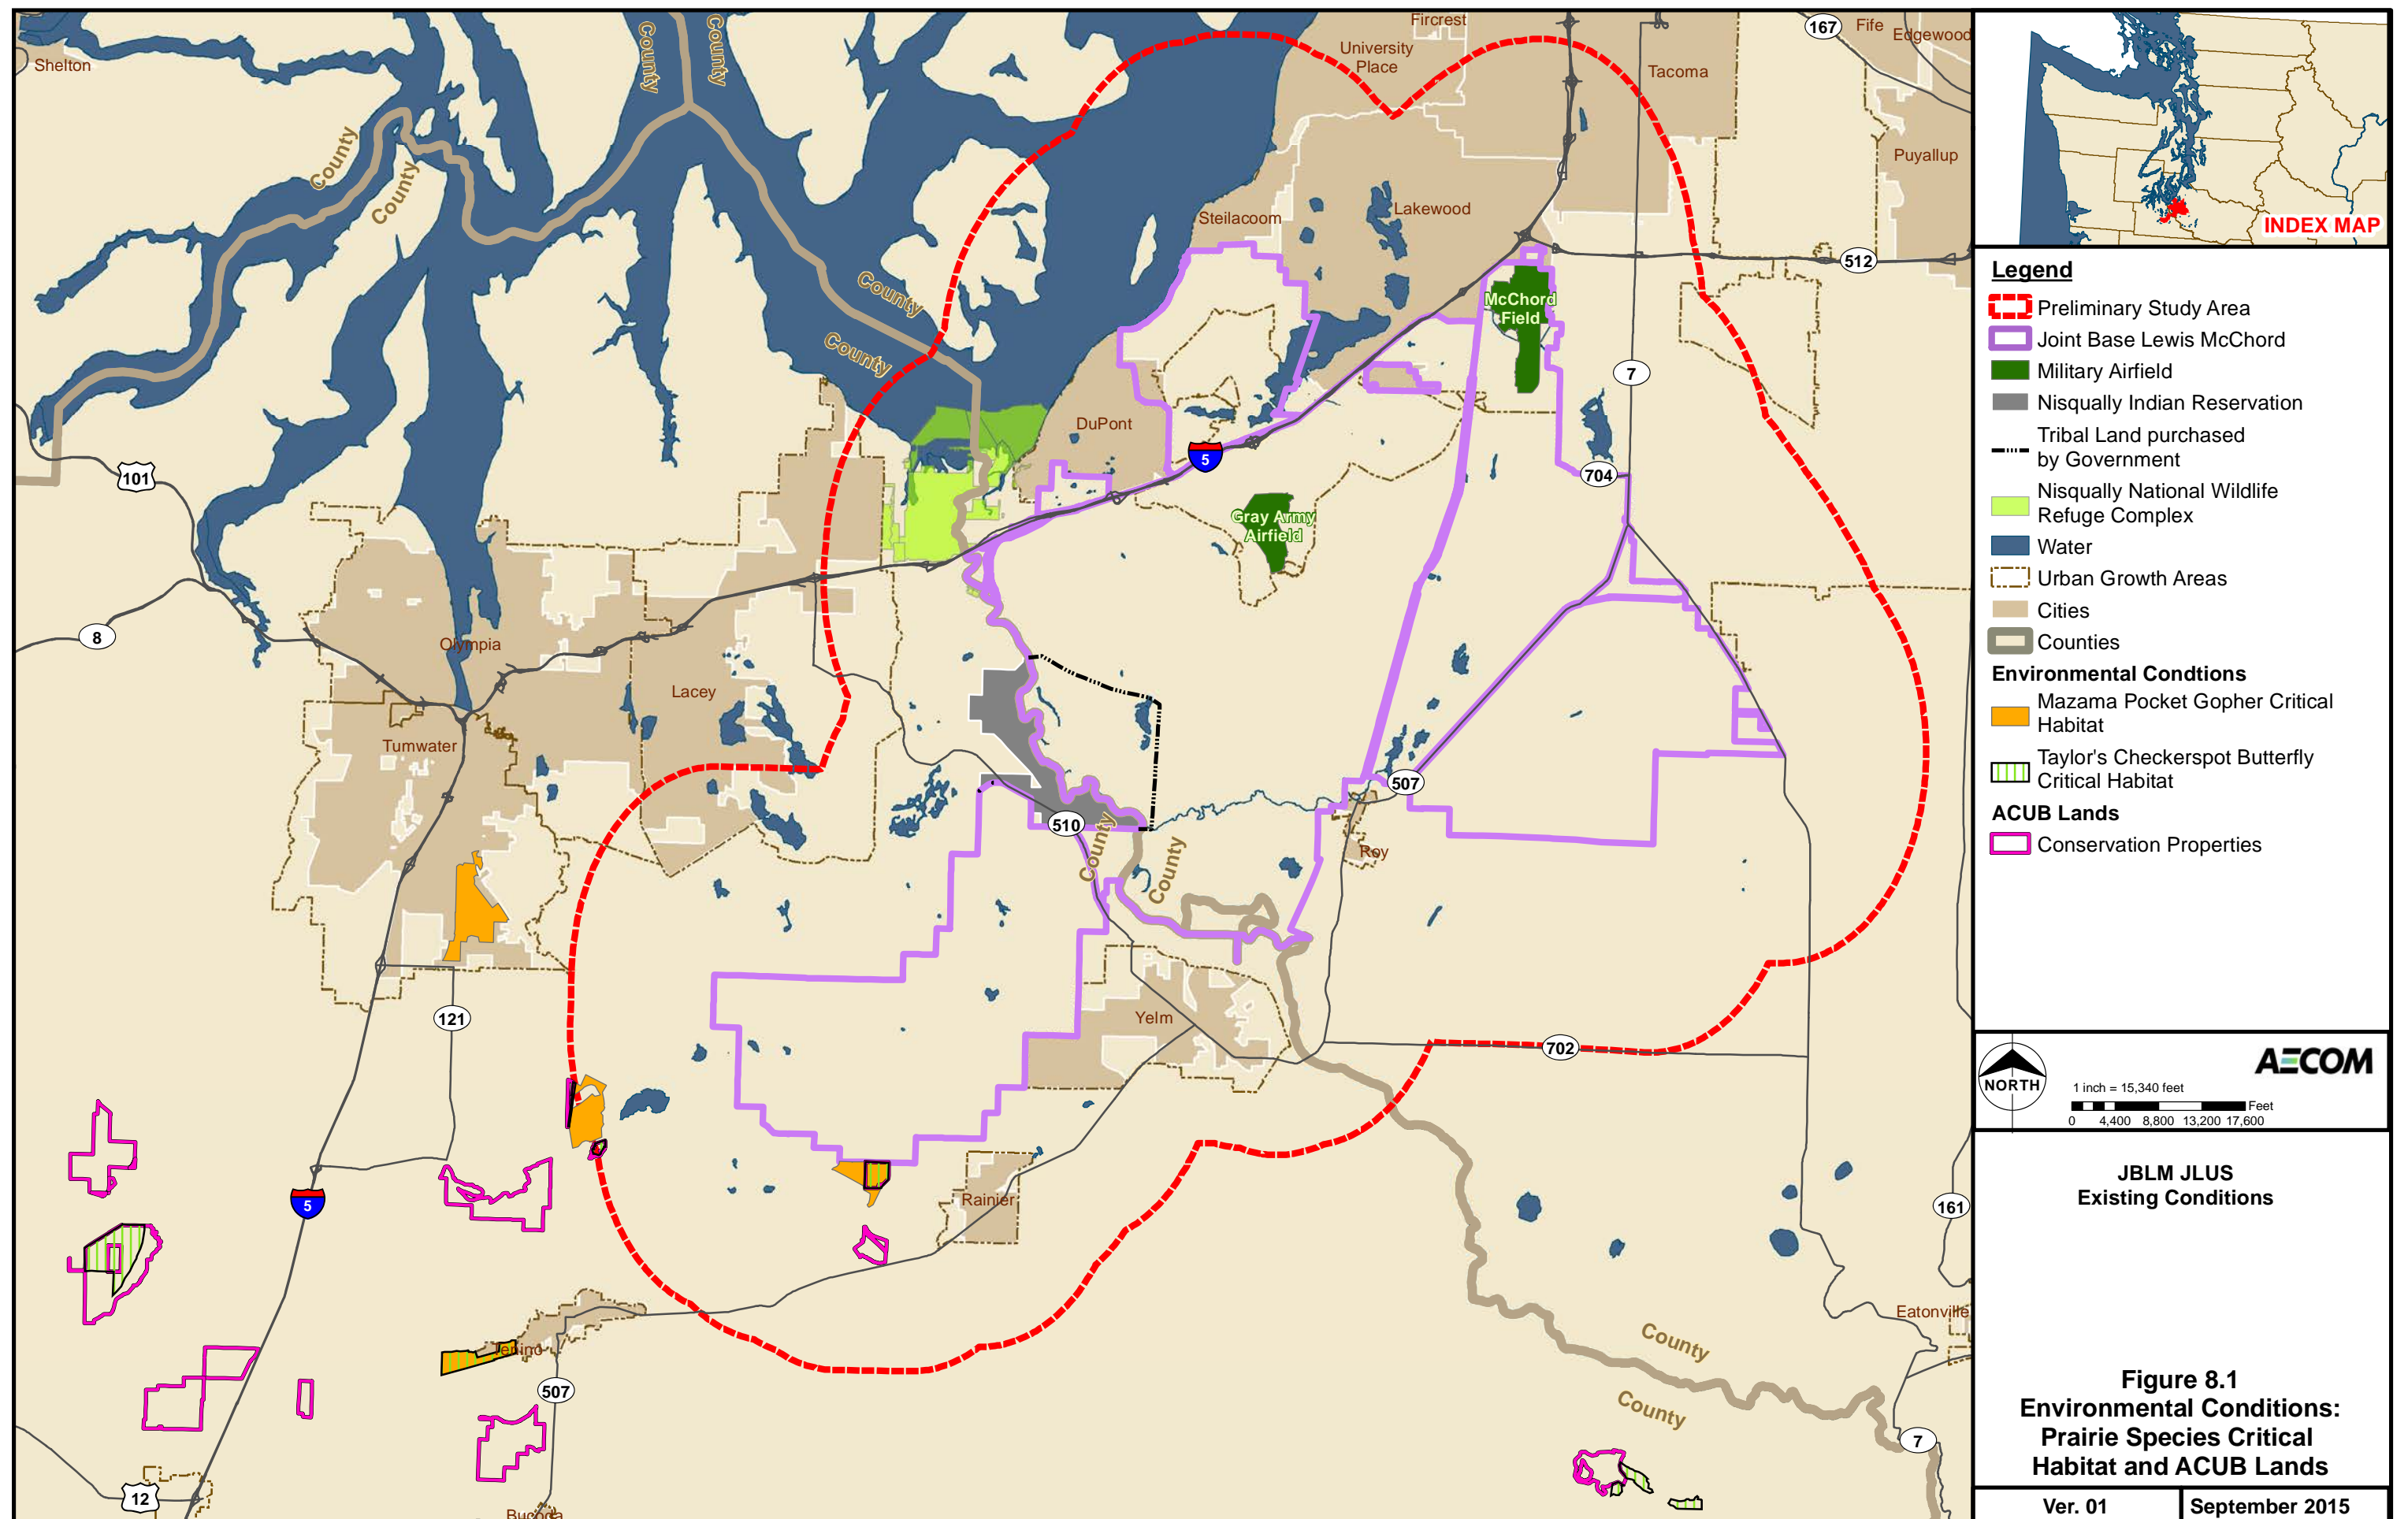 Shelton
County
County
County
County
County
County
Fircrest
University
Place
Tacoma
167
Fife
Edgewood
Puyallup
Steilacoom
Lakewood
512
McChord
Field
7
DuPont
5
704
Gray Army
Airfield
101
8
Olympia
Lacey
Tumwater
507
510
County
County
Roy
121
Yelm
702
5
Rainier
Tenino
507
12
Bucoda
161
Eatonville
County
County
7
INDEX MAP
Legend
Preliminary Study Area
Joint Base Lewis McChord
Military Airfield
Nisqually Indian Reservation
Tribal Land purchased
by Government
Nisqually National Wildlife
Refuge Complex
Water
Urban Growth Areas
Cities
Counties
Environmental Condtions
Mazama Pocket Gopher Critical
Habitat
Taylor's Checkerspot Butterfly
Critical Habitat
ACUB Lands
Conservation Properties
NORTH
AECOM
1 inch = 15,340 feet
Feet
0 4,400 8,800 13,200 17,600
JBLM JLUS
Existing Conditions
Figure 8.1
Environmental Conditions:
Prairie Species Critical
Habitat and ACUB Lands
Ver. 01
September 2015